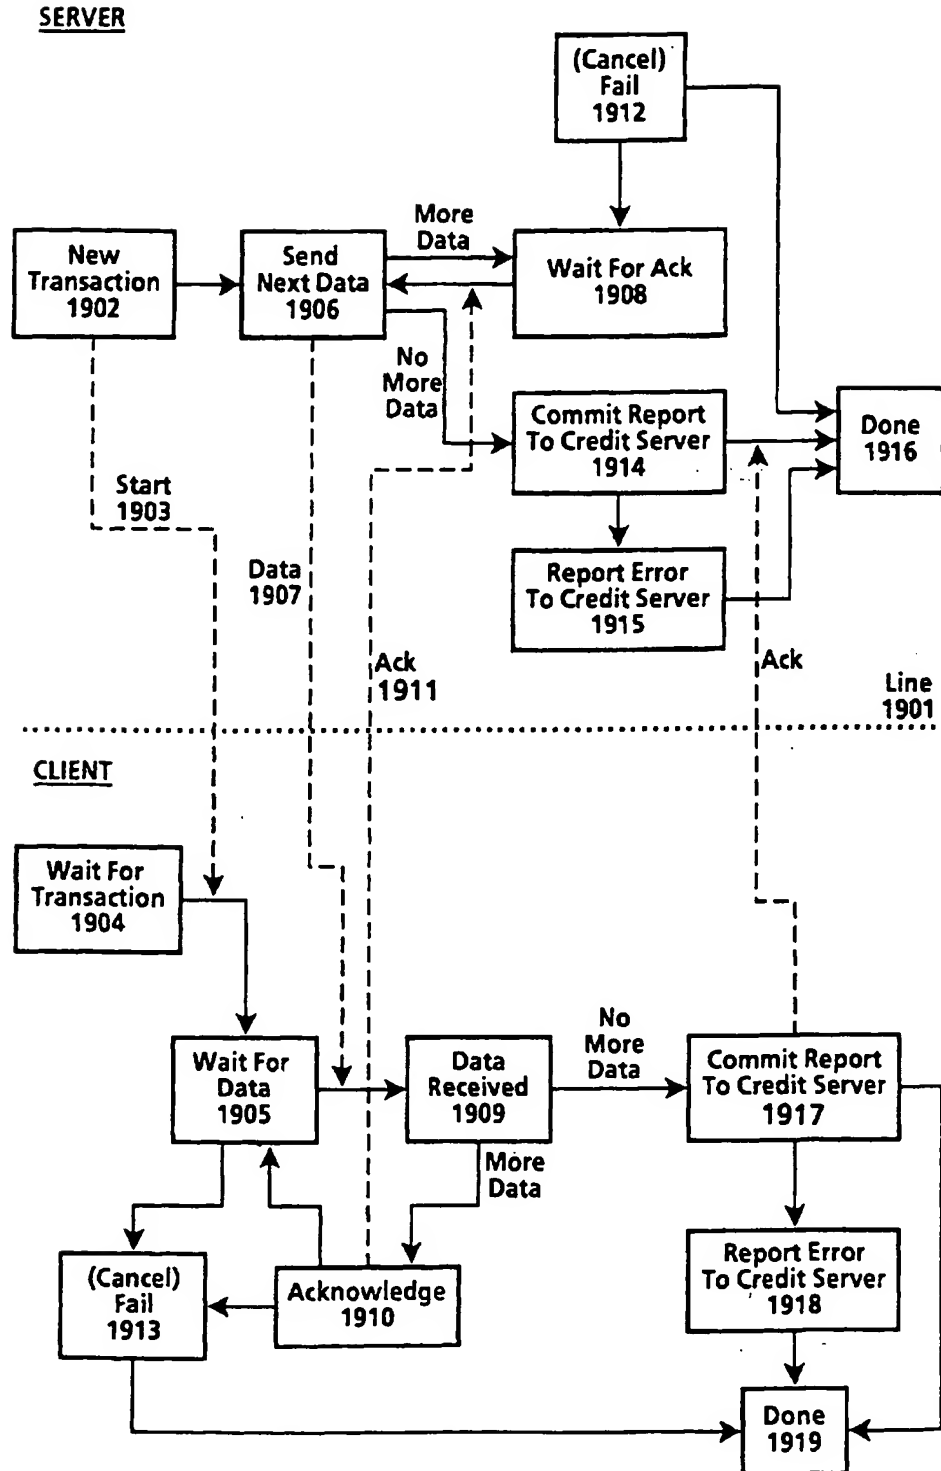 SERVER
(Cancel)
Fail
1912
New
Transaction
1902
Send
Next Data
1906
More
Data
Wait For Ack
1908
No
More
Data
Commit Report
To Credit Server
1914
Done
1916
Start
1903
Data
1907
Report Error
To Credit Server
1915
Ack
1911
Ack
Line
1901
CLIENT
Wait For
Transaction
1904
Wait For
Data
1905
Data
Received
1909
No
More
Data
Commit Report
To Credit Server
1917
More
Data
(Cancel)
Fail
1913
Acknowledge
1910
Report Error
To Credit Server
1918
Done
1919